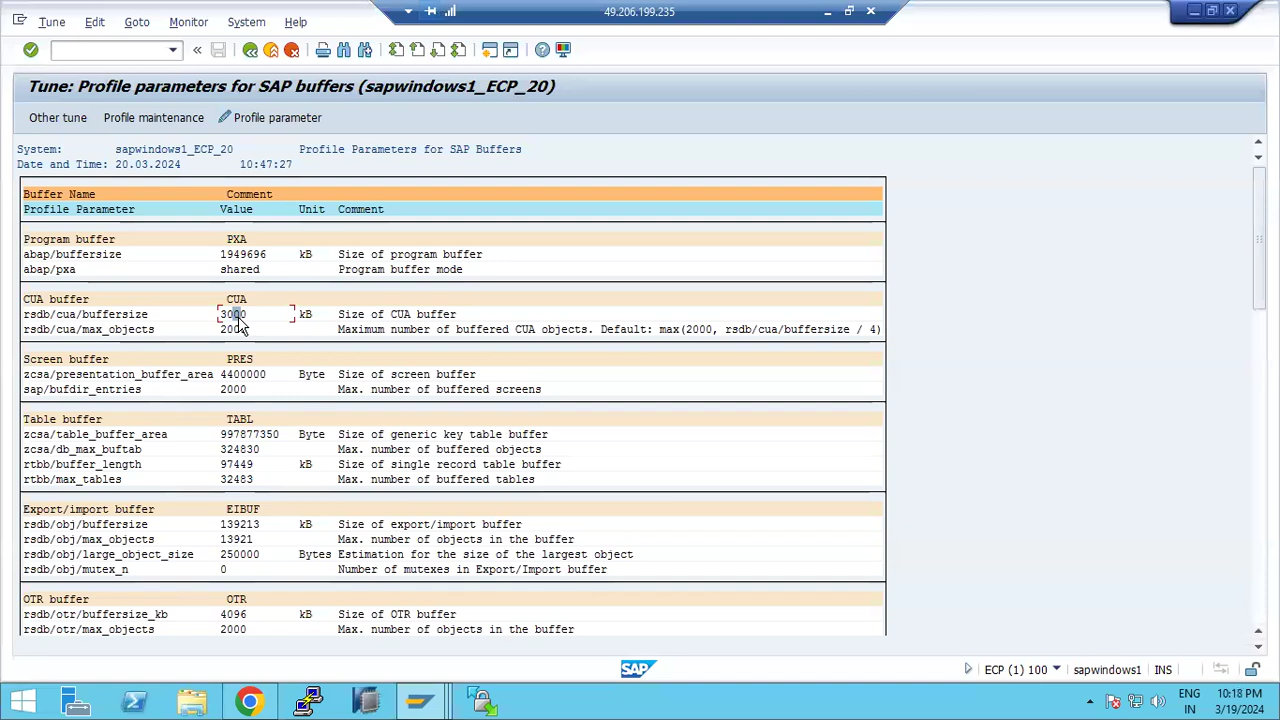 49.206.199.235
Tune Edit Goto Monitor System Help
Tune: Profile parameters for SAP buffers (sapwindows1_ECP_20)
Other tune Profile maintenance Profile parameter
System: sapwindows1_ECP_20 Profile Parameters for SAP Buffers
Date and Time: 20.03.2024 10:47:27
Buffer Name Comment
Profile Parameter Value Unit Comment
Program buffer PXA
abap/buffersize 1949696 kB Size of program buffer
abap/pxa shared Program buffer mode
CUA buffer CUA
rsdb/cua/buffersize 3000 kB Size of CUA buffer
rsdb/cua/max_objects 2000 Maximum number of buffered CUA objects. Default: max(2000, rsdb/cua/buffersize / 4)
Screen buffer PRES
zcsa/presentation_buffer_area 4400000 Byte Size of screen buffer
sap/bufdir_entries 2000 Max. number of buffered screens
Table buffer TABL
zcsa/table_buffer_area 997877350 Byte Size of generic key table buffer
zcsa/db_max_buftab 324830 Max. number of buffered objects
rtbb/buffer_length 97449 kB Size of single record table buffer
rtbb/max_tables 32483 Max. number of buffered tables
Export/import buffer EIBUF
rsdb/obj/buffersize 139213 kB Size of export/import buffer
rsdb/obj/max_objects 13921 Max. number of objects in the buffer
rsdb/obj/large_object_size 250000 Bytes Estimation for the size of the largest object
rsdb/obj/mutex_n 0 Number of mutexes in Export/Import buffer
OTR buffer OTR
rsdb/otr/buffersize_kb 4096 kB Size of OTR buffer
rsdb/otr/max_objects 2000 Max. number of objects in the buffer
SAP ECP (1) 100 sapwindows1 INS
ENG 10:18 PM
IN 3/19/2024